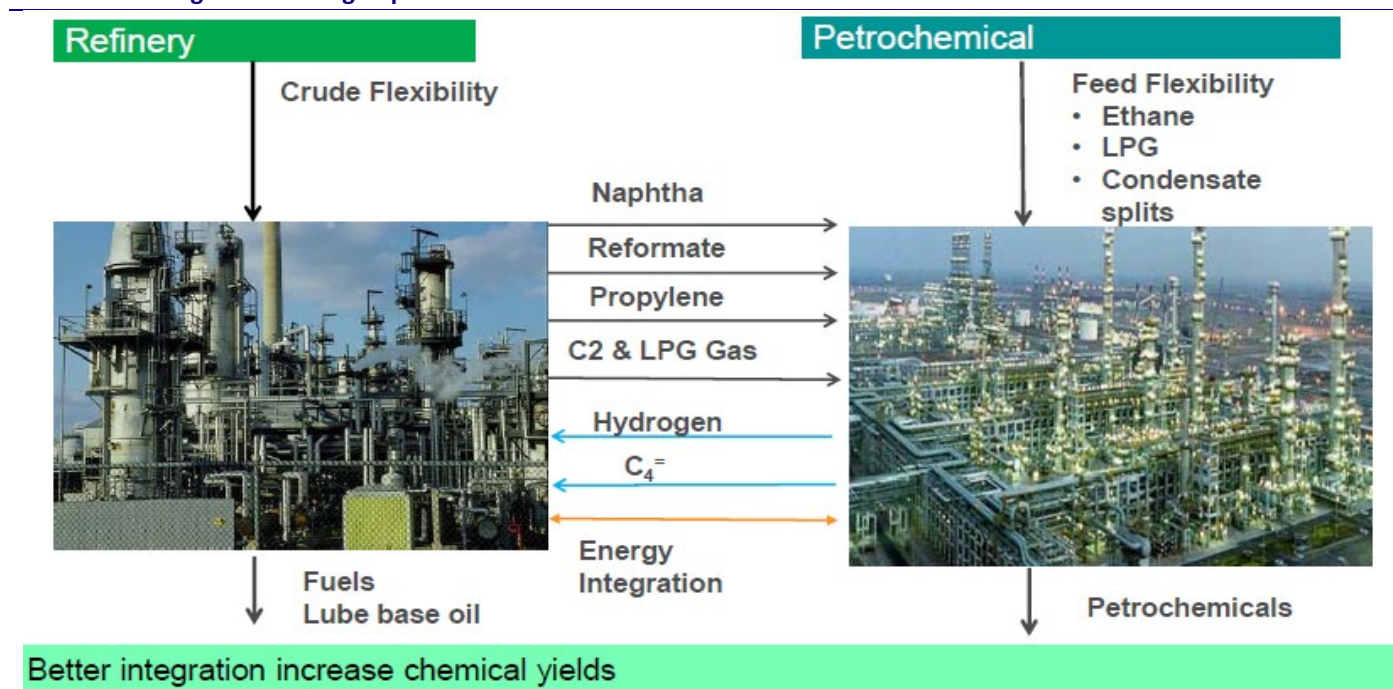 Refinery
Petrochemical
Crude Flexibility
Feed Flexibility
• Ethane
• LPG
• Condensate
splits
Naphtha
Reformate
Propylene
C2 & LPG Gas
Hydrogen
C₄⁼
Energy
Integration
Fuels
Lube base oil
Petrochemicals
Better integration increase chemical yields